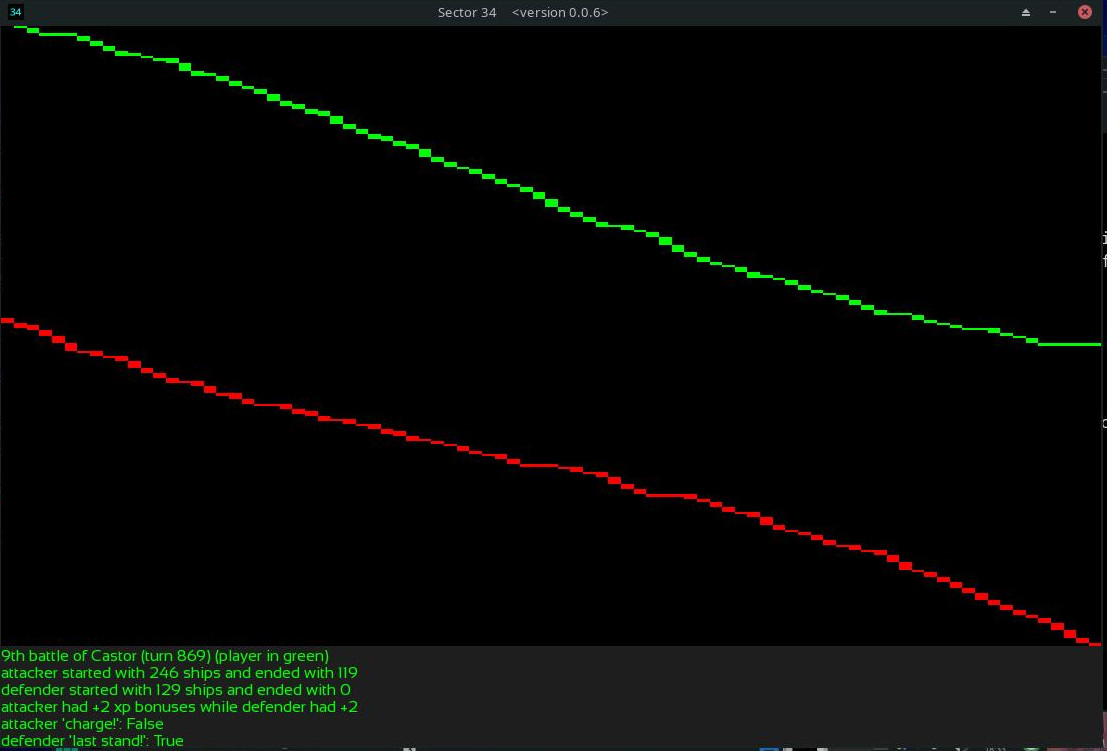 34
Sector 34 <version 0.0.6>
9th battle of Castor (turn 869) (player in green)
attacker started with 246 ships and ended with 119
defender started with 129 ships and ended with 0
attacker had +2 xp bonuses while defender had +2
attacker 'charge!': False
defender 'last stand!': True